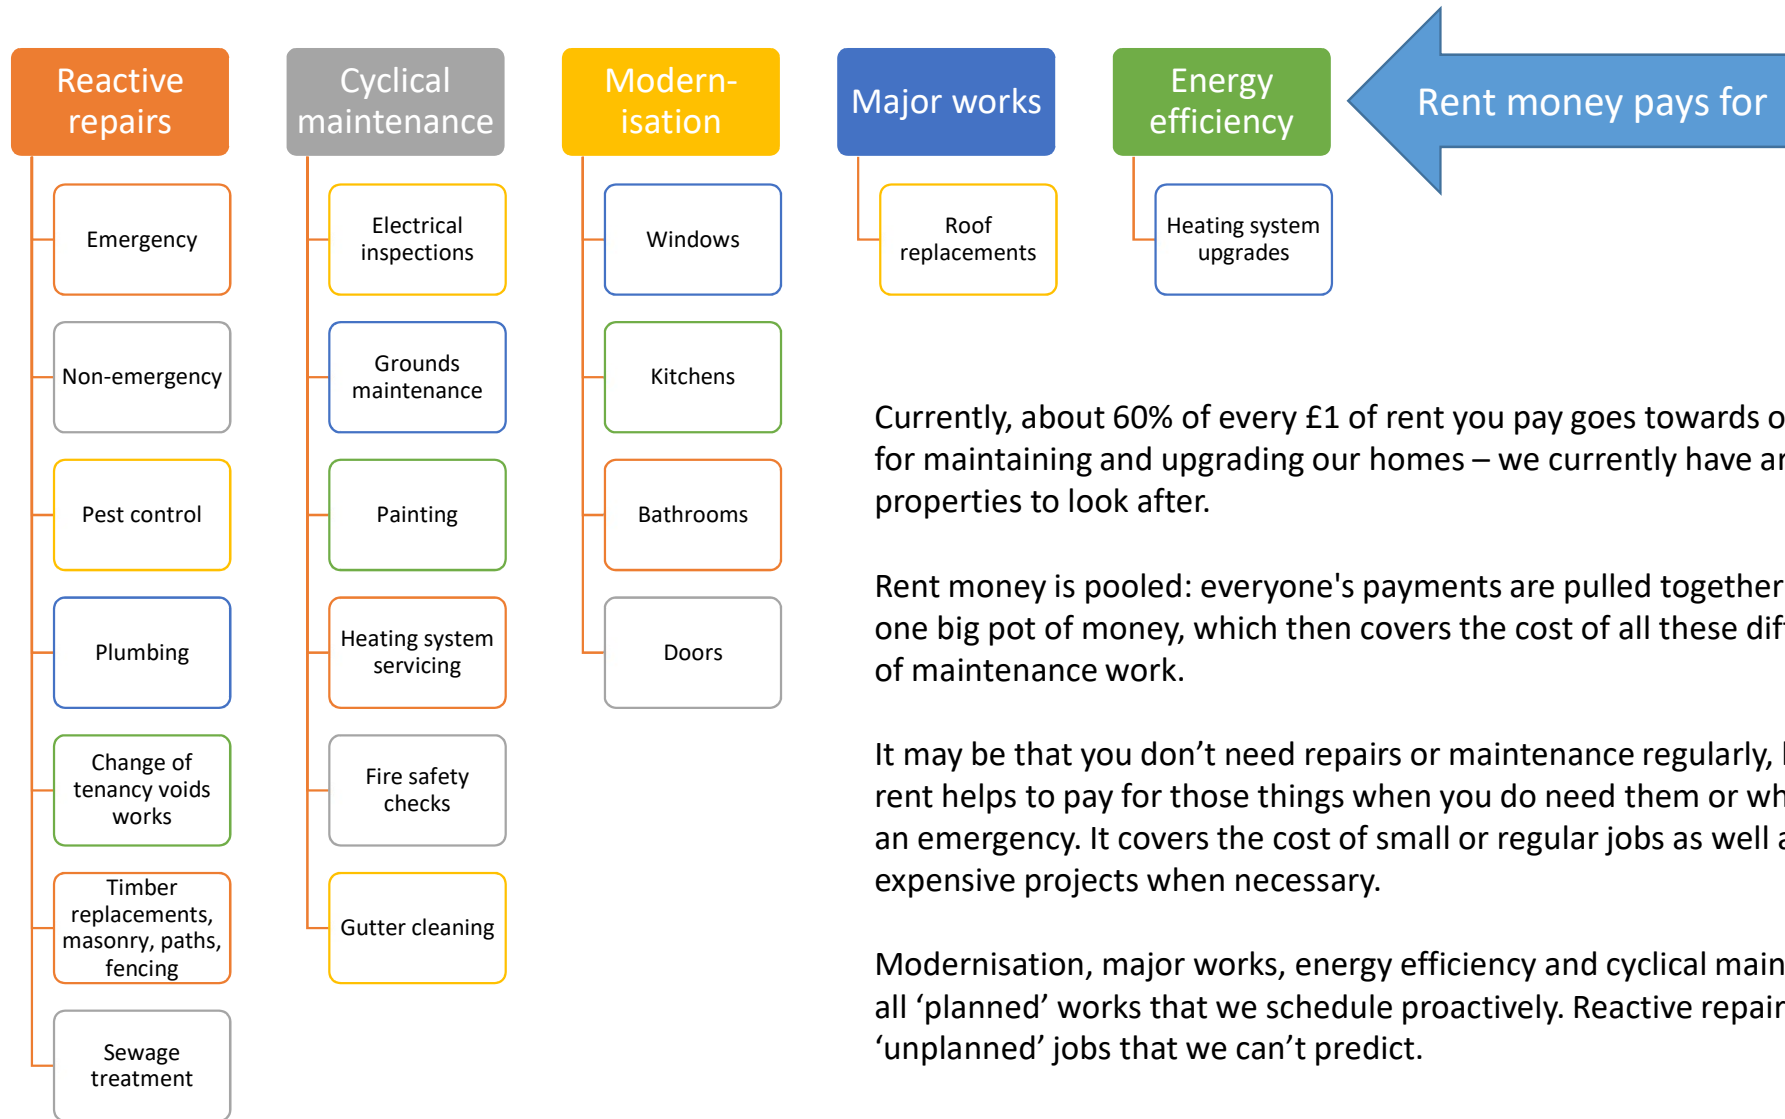 Reactive
repairs
Emergency
Non-emergency
Pest control
Plumbing
Change of
tenancy voids
works
Timber
replacements,
masonry, paths,
fencing
Sewage
treatment
Cyclical
maintenance
Electrical
inspections
Grounds
maintenance
Painting
Heating system
servicing
Fire safety
checks
Gutter cleaning
Modern-
isation
Windows
Kitchens
Bathrooms
Doors
Major works
Roof
replacements
Energy
efficiency
Heating system
upgrades
Rent money pays for
Currently, about 60% of every £1 of rent you pay goes towards
for maintaining and upgrading our homes – we currently have
properties to look after.
Rent money is pooled: everyone's payments are pulled together
one big pot of money, which then covers the cost of all these
of maintenance work.
It may be that you don’t need repairs or maintenance regularly,
rent helps to pay for those things when you do need them or
an emergency. It covers the cost of small or regular jobs as well
expensive projects when necessary.
Modernisation, major works, energy efficiency and cyclical
all ‘planned’ works that we schedule proactively. Reactive
‘unplanned’ jobs that we can’t predict.